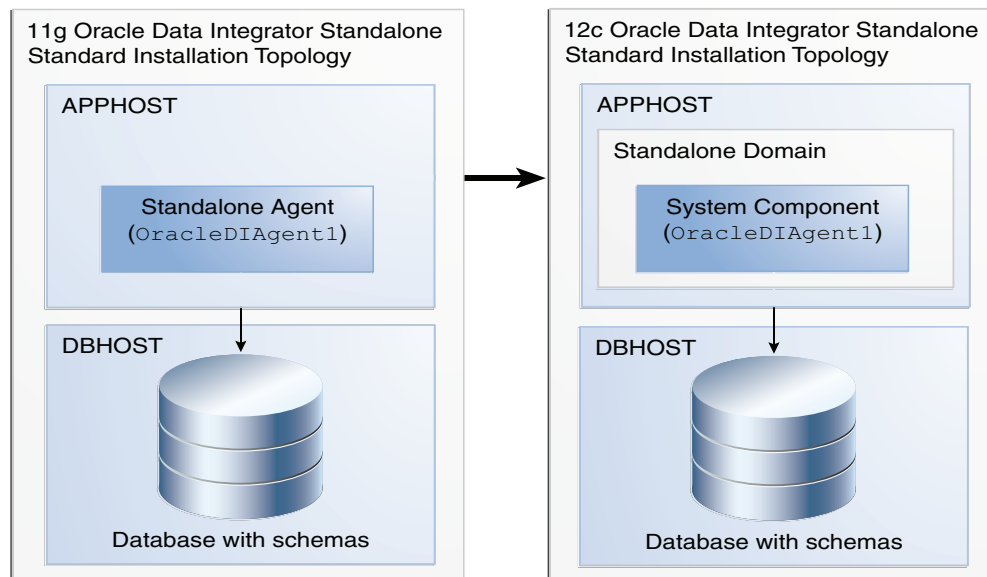 11g Oracle Data Integrator Standalone
Standard Installation Topology
APPHOST
Standalone Agent
(OracleDIAgent1)
DBHOST
Database with schemas
12c Oracle Data Integrator Standalone
Standard Installation Topology
APPHOST
Standalone Domain
System Component
(OracleDIAgent1)
DBHOST
Database with schemas